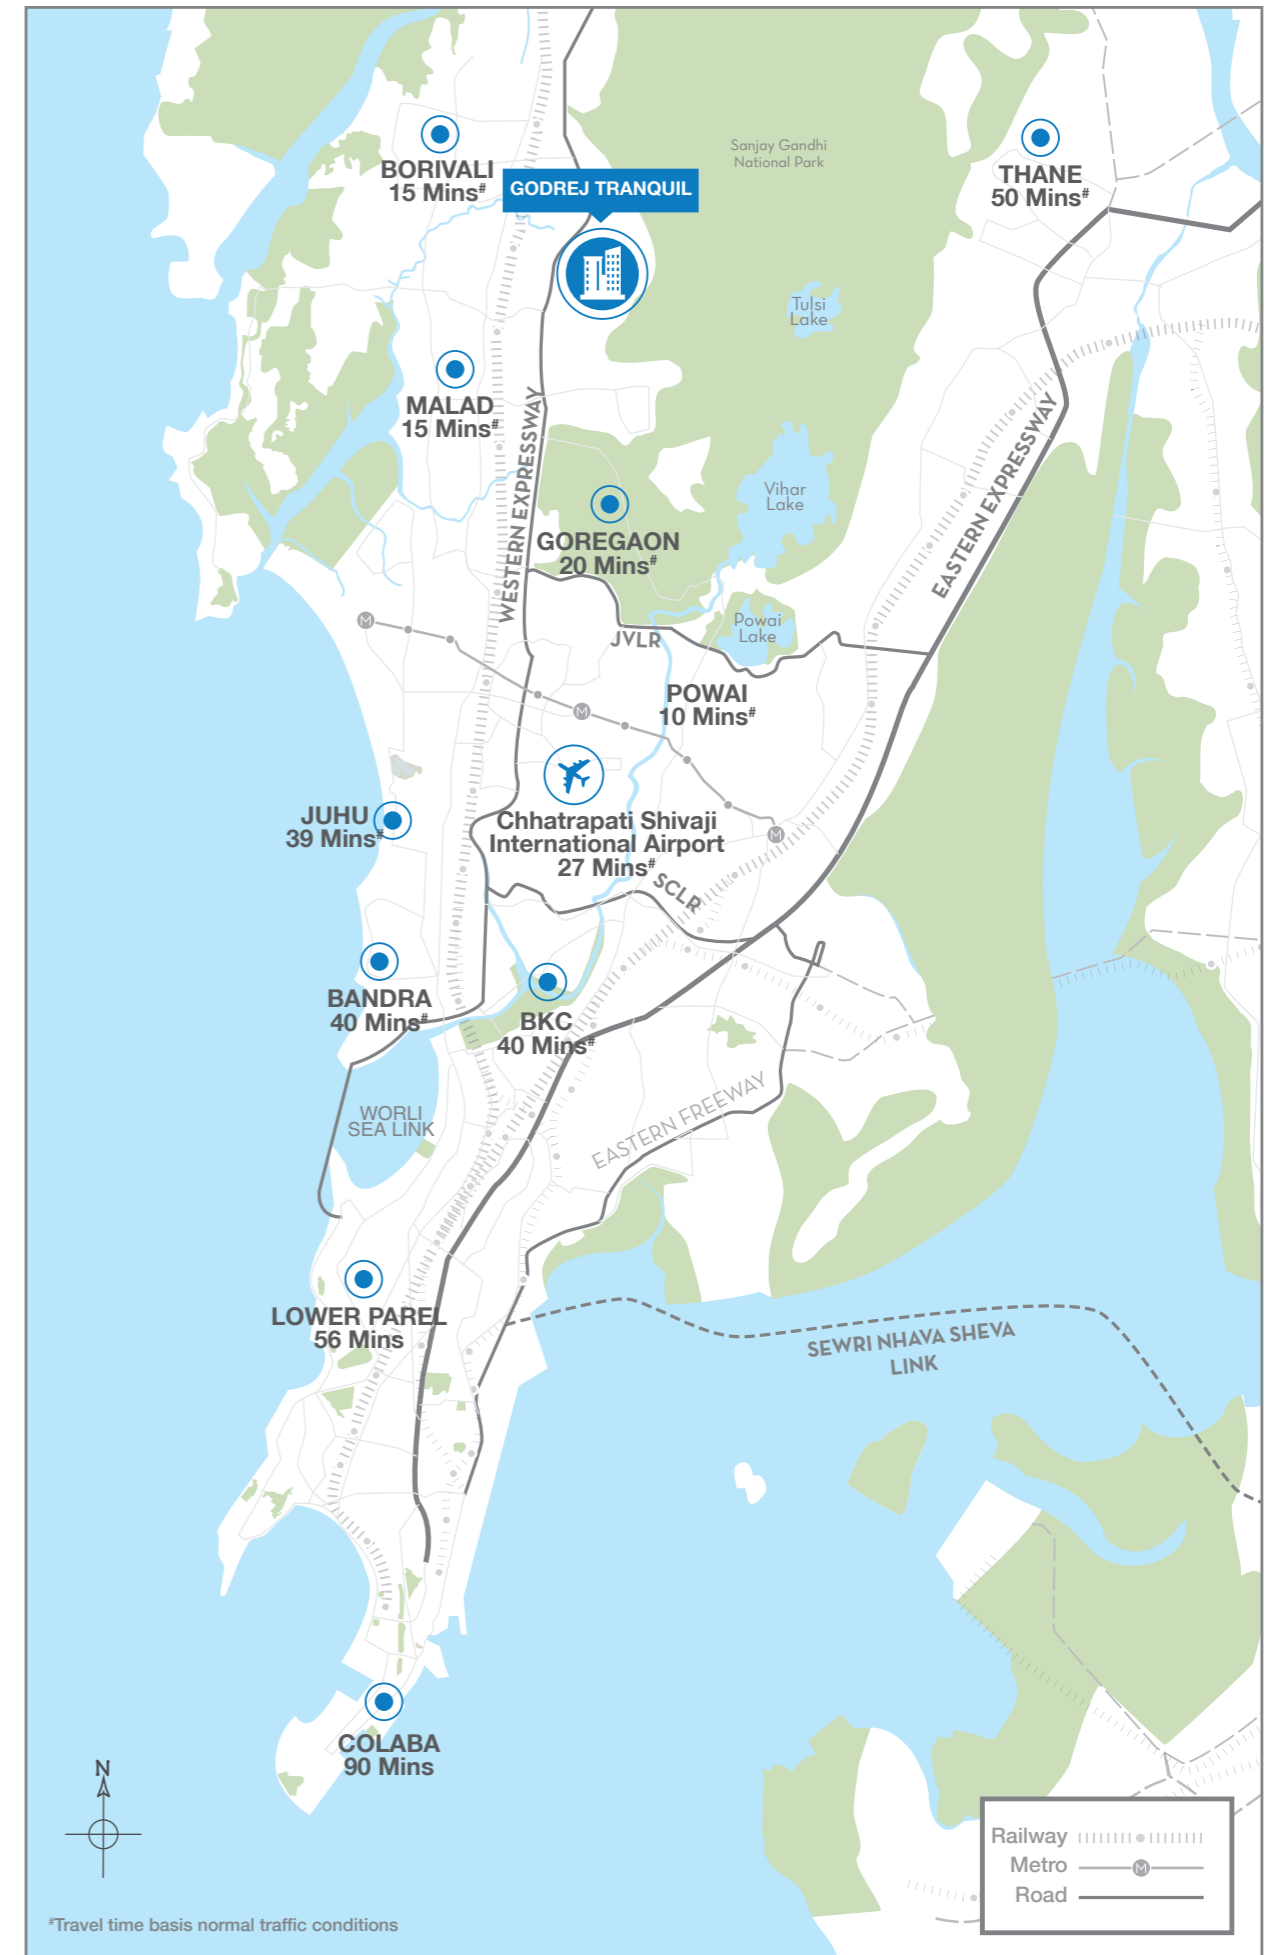 Sanjay Gandhi
National Park
BORIVALI
15 Mins#
THANE
50 Mins#
GODREJ TRANQUIL
Tulsi
Lake
MALAD
15 Mins#
WESTERN EXPRESSWAY
EASTERN EXPRESSWAY
Vihar
Lake
GOREGAON
20 Mins#
M
JVLR
Powai
Lake
POWAI
10 Mins#
M
JUHU
39 Mins#
Chhatrapati Shivaji
International Airport
27 Mins#
M
SCLR
BANDRA
40 Mins#
BKC
40 Mins#
WORLI
SEA LINK
EASTERN FREEWAY
LOWER PAREL
56 Mins
SEWRI NHAVA SHEVA
LINK
COLABA
90 Mins
N
Railway
Metro M
Road
#Travel time basis normal traffic conditions